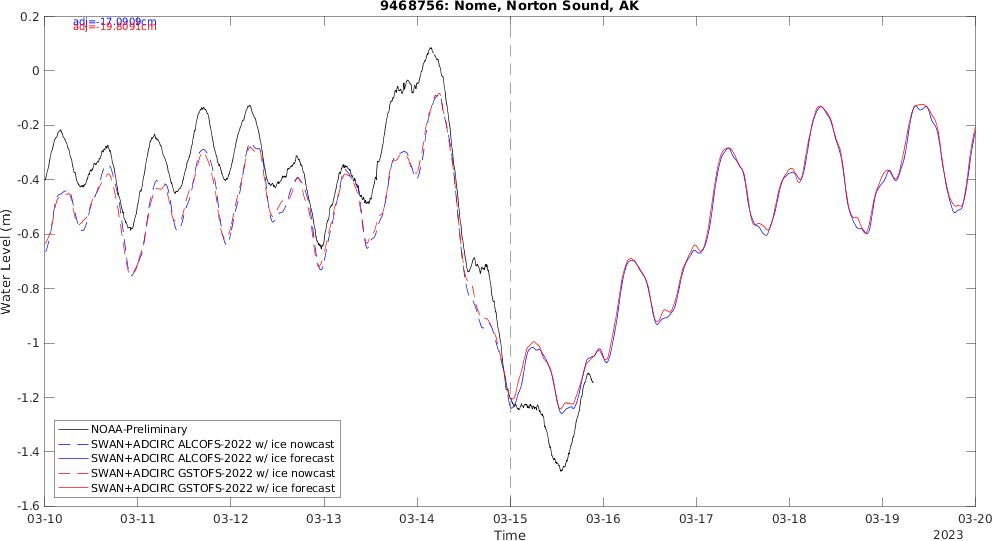 9468756: Nome, Norton Sound, AK
adj=-17.0909cm
adj=-19.8091cm
0.2
0
-0.2
-0.4
-0.6
-0.8
-1
-1.2
-1.4
-1.6
Water Level (m)
NOAA-Preliminary
SWAN+ADCIRC ALCOFS-2022 w/ ice nowcast
SWAN+ADCIRC ALCOFS-2022 w/ ice forecast
SWAN+ADCIRC GSTOFS-2022 w/ ice nowcast
SWAN+ADCIRC GSTOFS-2022 w/ ice forecast
03-10 03-11 03-12 03-13 03-14 03-15 03-16 03-17 03-18 03-19 03-20
Time
2023